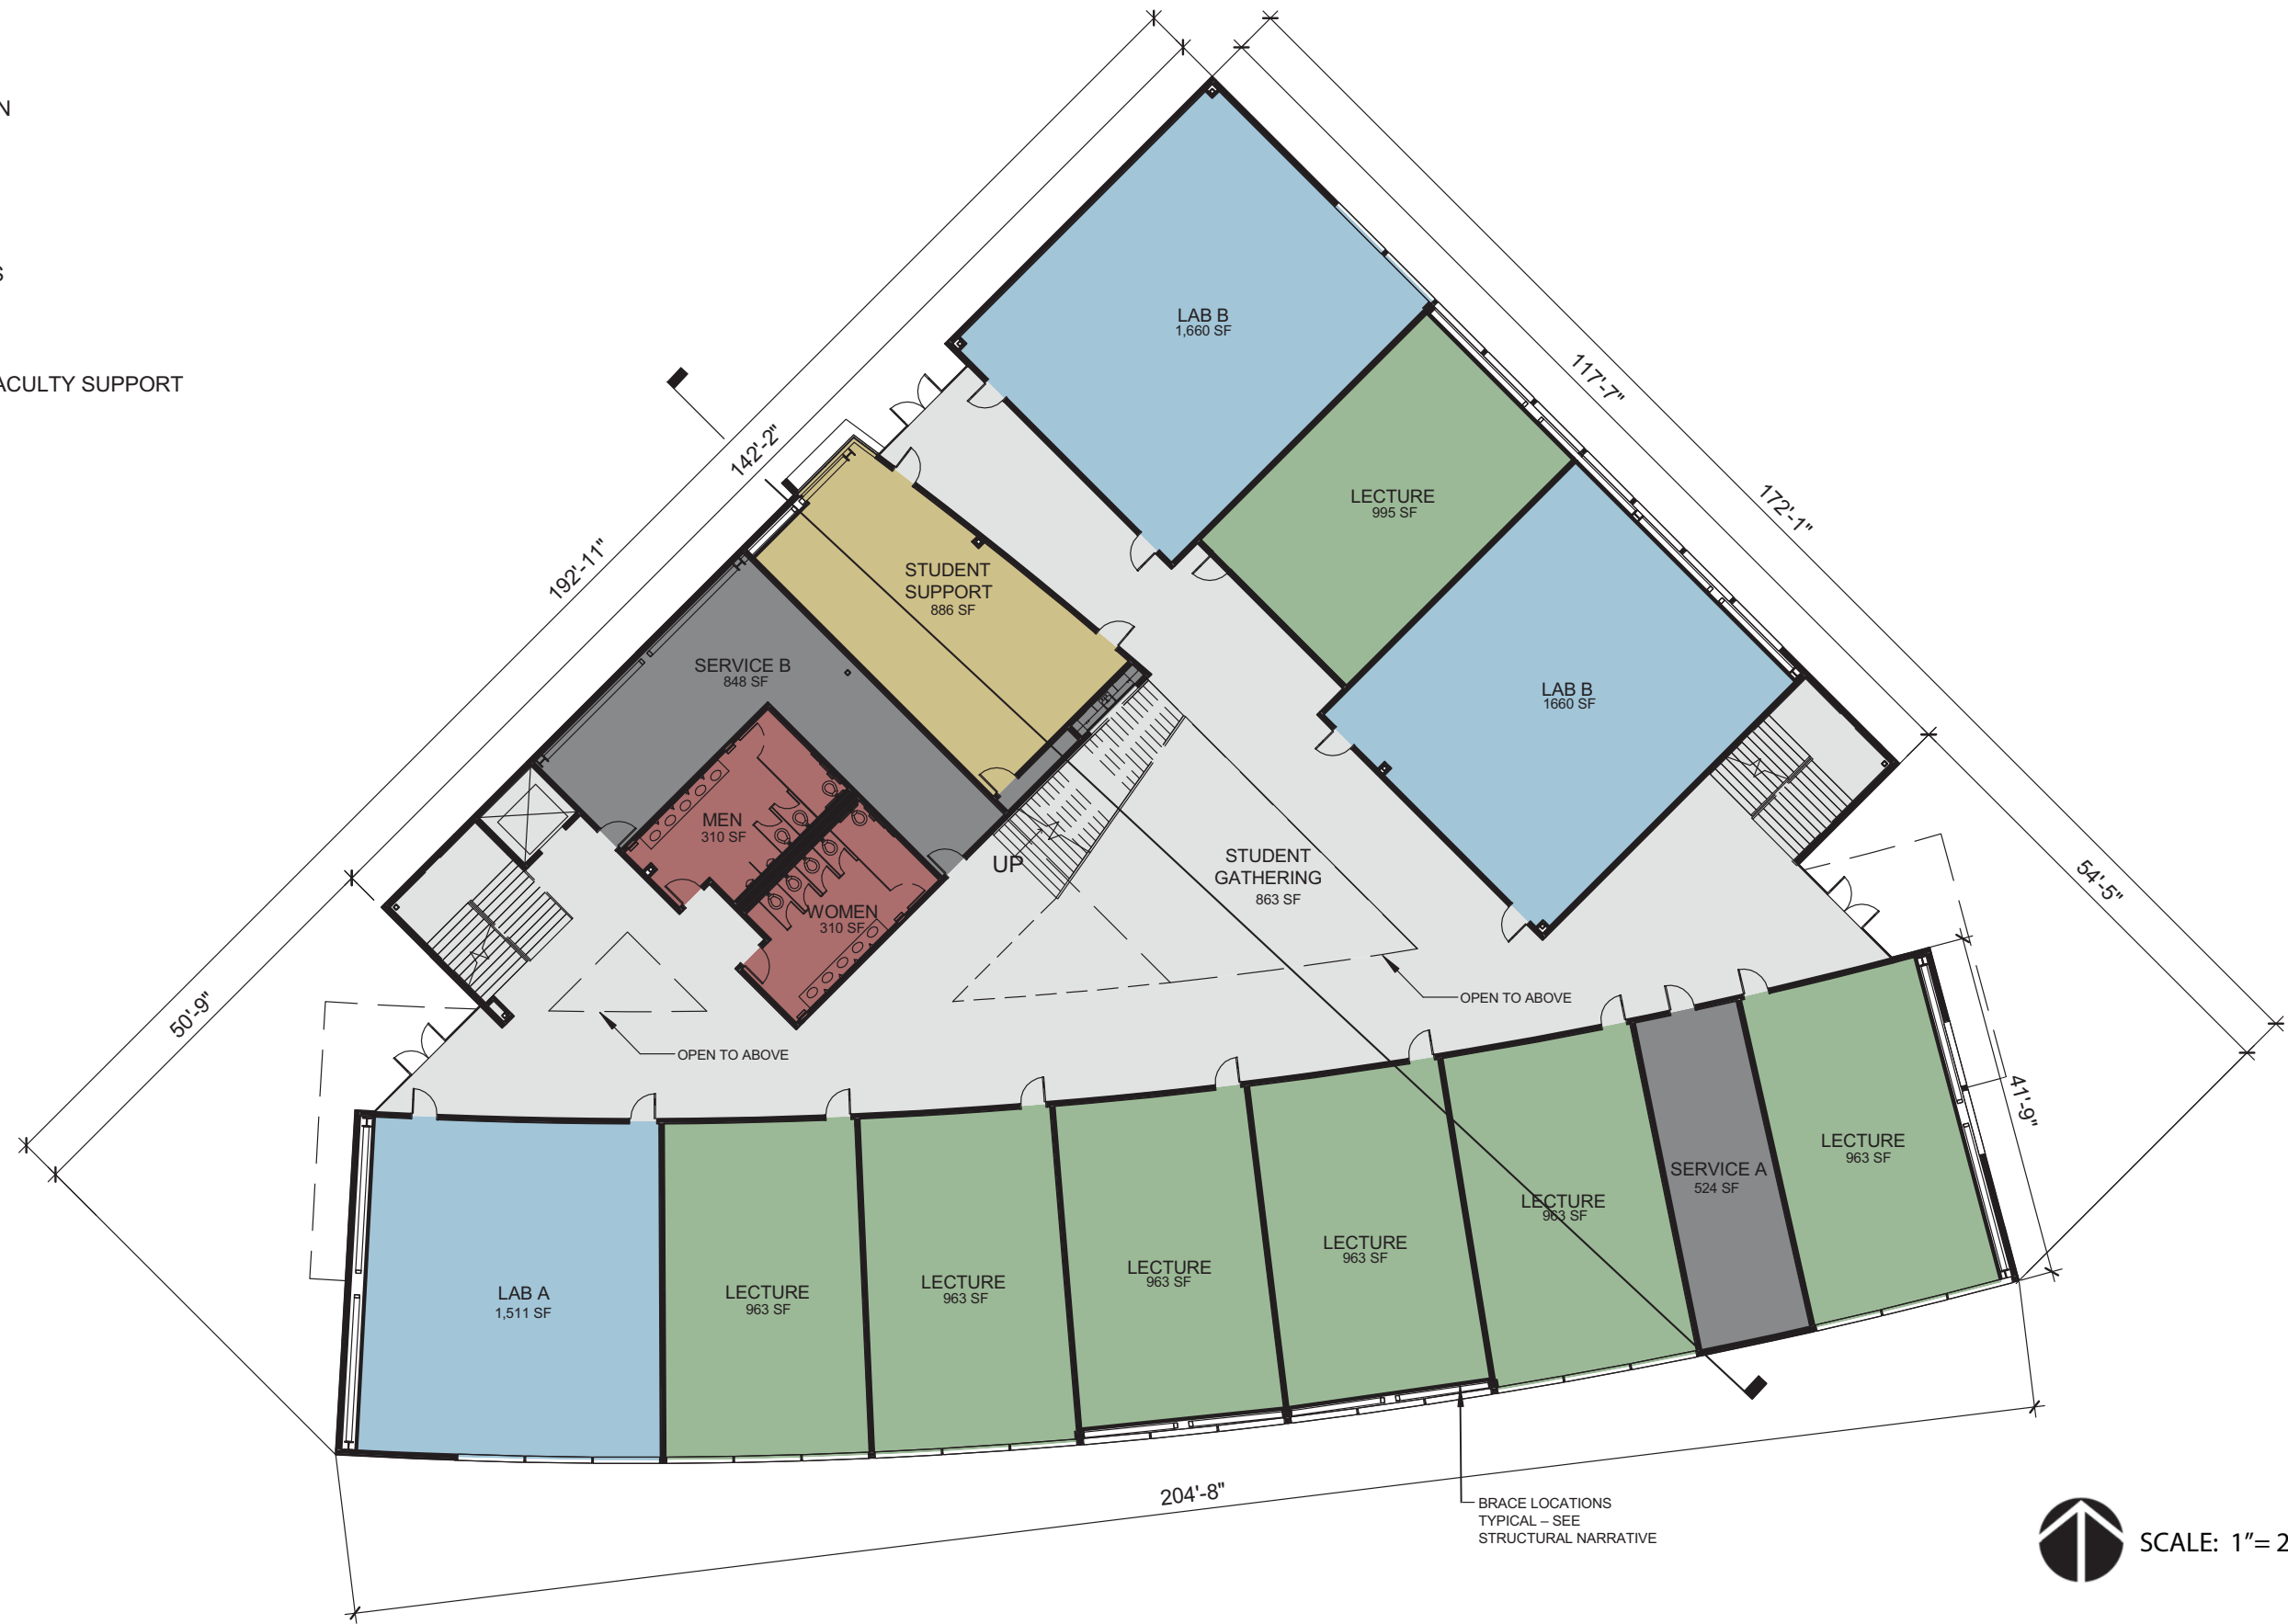 N
S
ACULTY SUPPORT
117'-7"
172'-1"
142'-2"
192'-11"
54'-5"
50'-9"
41'-9"
204'-8"
LAB B
1,660 SF
LECTURE
995 SF
LAB B
1660 SF
STUDENT
SUPPORT
886 SF
SERVICE B
848 SF
MEN
310 SF
WOMEN
310 SF
UP
STUDENT
GATHERING
863 SF
OPEN TO ABOVE
OPEN TO ABOVE
LAB A
1,511 SF
LECTURE
963 SF
LECTURE
963 SF
LECTURE
963 SF
LECTURE
963 SF
LECTURE
963 SF
SERVICE A
524 SF
LECTURE
963 SF
BRACE LOCATIONS
TYPICAL – SEE
STRUCTURAL NARRATIVE
SCALE: 1"= 2